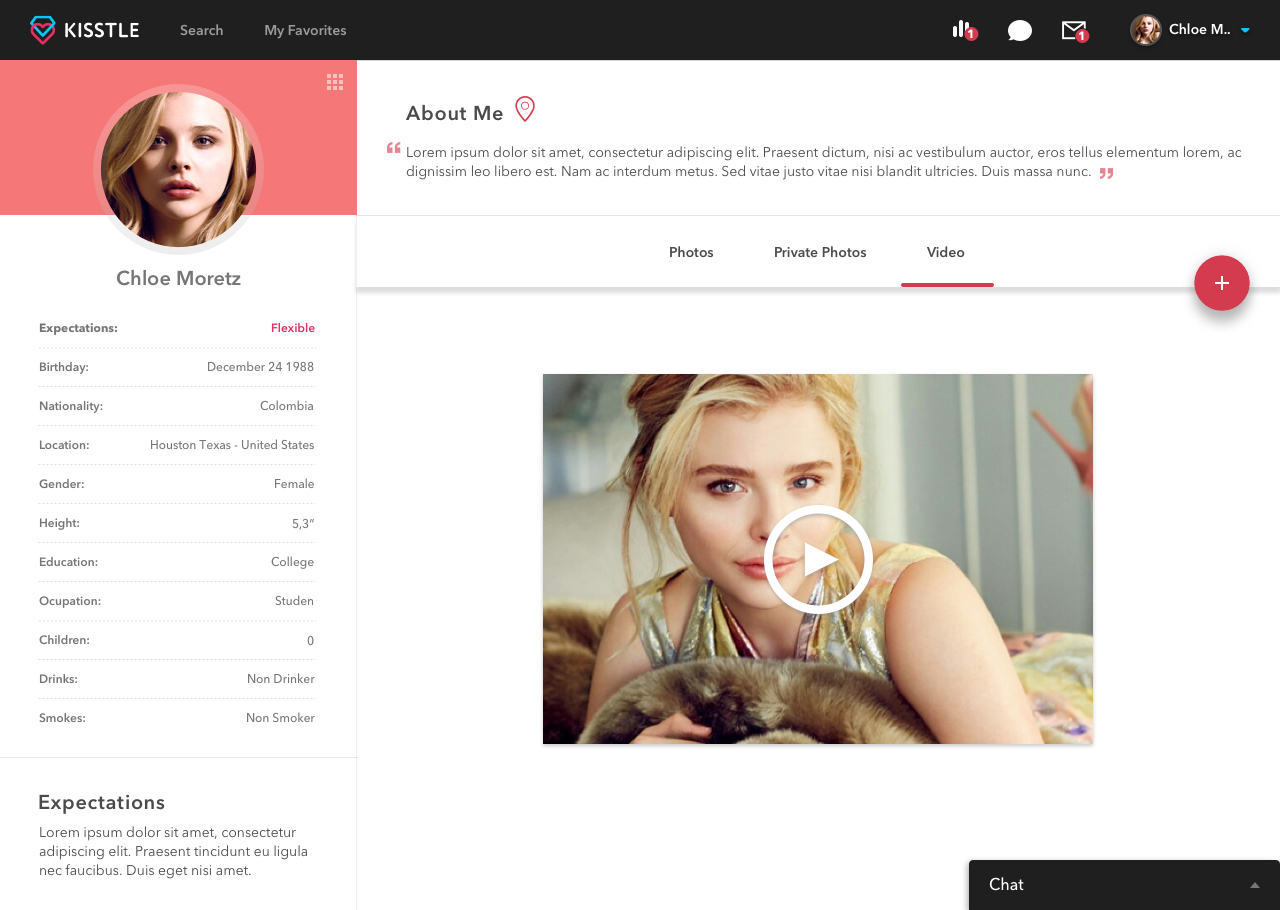 KISSTLE
Search
My Favorites
1
1
Chloe M..
About Me
“ Lorem ipsum dolor sit amet, consectetur adipiscing elit. Praesent dictum, nisi ac vestibulum auctor, eros tellus elementum lorem, ac
dignissim leo libero est. Nam ac interdum metus. Sed vitae justo vitae nisi blandit ultricies. Duis massa nunc. ”
Photos
Private Photos
Video
+
Chloe Moretz
Expectations: Flexible
Birthday: December 24 1988
Nationality: Colombia
Location: Houston Texas - United States
Gender: Female
Height: 5,3”
Education: College
Ocupation: Studen
Children: 0
Drinks: Non Drinker
Smokes: Non Smoker
Expectations
Lorem ipsum dolor sit amet, consectetur
adipiscing elit. Praesent tincidunt eu ligula
nec faucibus. Duis eget nisi amet.
Chat